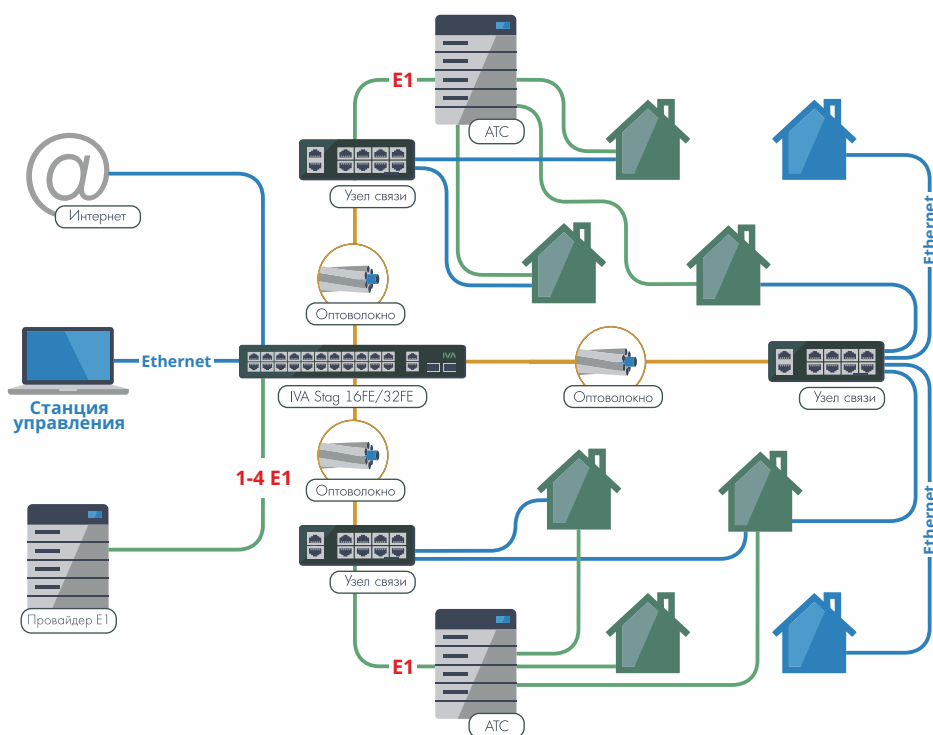 E1
АТС
Узел связи
Интернет
Ethernet
Оптоволокно
Ethernet
IVA
IVA Stag 16FE/32FE
Оптоволокно
Узел связи
Станция
управления
1-4 E1
Оптоволокно
Ethernet
Узел связи
Провайдер E1
E1
АТС